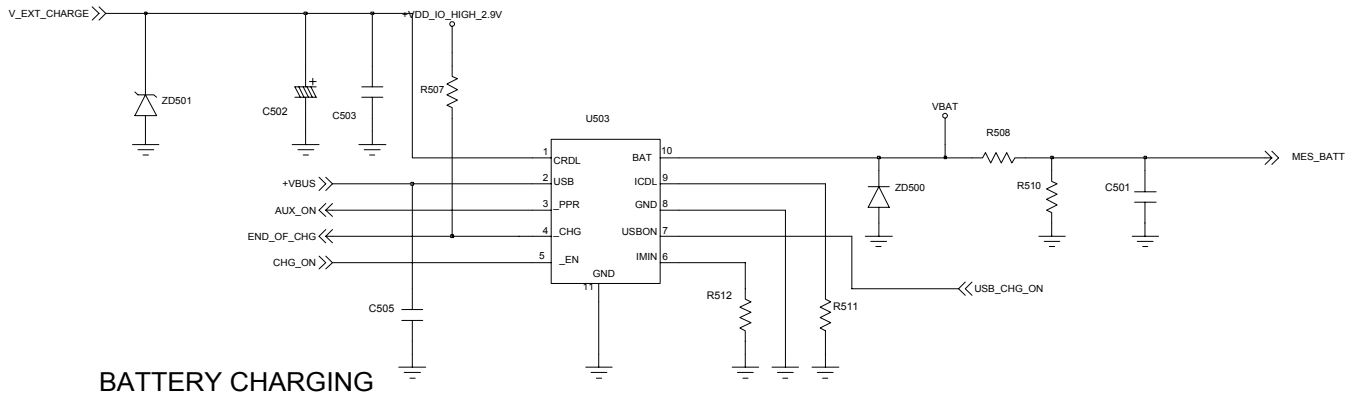 V_EXT_CHARGE
+VDD_IO_HIGH_2.9V
ZD501
C502
+
C503
R507
U503
VBAT
R508
MES_BATT
1
CRDL
BAT
10
+VBUS
2
USB
ICDL
9
ZD500
R510
C501
AUX_ON
3
_PPR
GND
8
END_OF_CHG
4
_CHG
USBON
7
CHG_ON
5
_EN
IMIN
6
GND
11
USB_CHG_ON
R512
R511
C505
BATTERY CHARGING